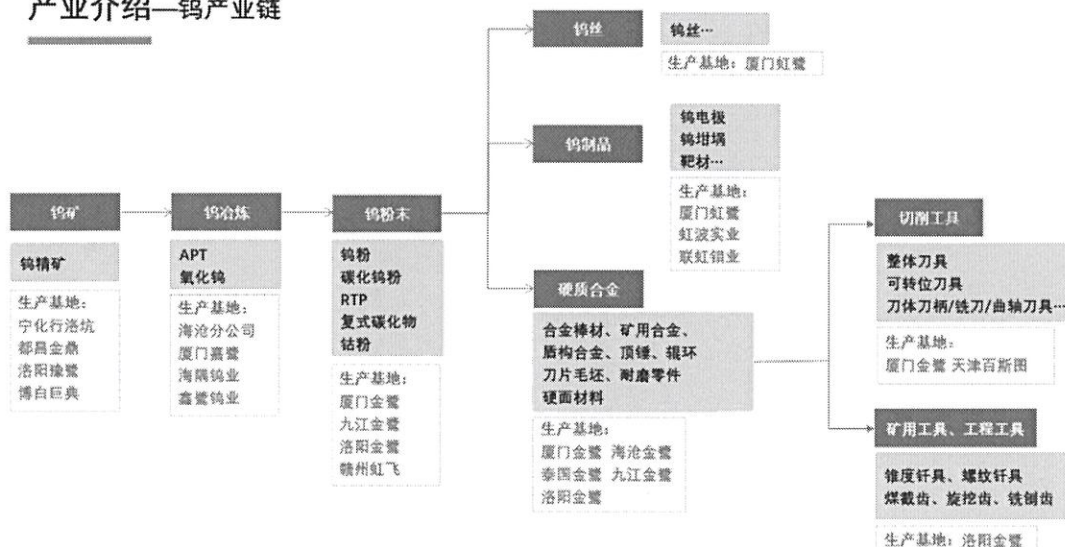 产业介绍—钨产业链
钨丝
钨丝…
生产基地：厦门虹鹭
钨制品
钨电极
钨坩埚
靶材…
生产基地：
厦门虹鹭
虹波实业
联虹钼业
钨矿
钨精矿
生产基地：
宁化行洛坑
都昌金鼎
洛阳豫鹭
博白巨典
钨冶炼
APT
氧化钨
生产基地：
海沧分公司
厦门嘉鹭
海隅钨业
鑫鹭钨业
钨粉末
钨粉
碳化钨粉
RTP
复式碳化物
钴粉
生产基地：
厦门金鹭
九江金鹭
洛阳金鹭
赣州虹飞
硬质合金
合金棒材、矿用合金、
盾构合金、顶锤、辊环
刀片毛坯、耐磨零件
硬面材料
生产基地：
厦门金鹭 海沧金鹭
泰国金鹭 九江金鹭
洛阳金鹭
切削工具
整体刀具
可转位刀具
刀体刀柄/铣刀/曲轴刀具…
生产基地：
厦门金鹭 天津百斯图
矿用工具、工程工具
锥度钎具、螺纹钎具
煤截齿、旋挖齿、铣刨齿
生产基地：洛阳金鹭